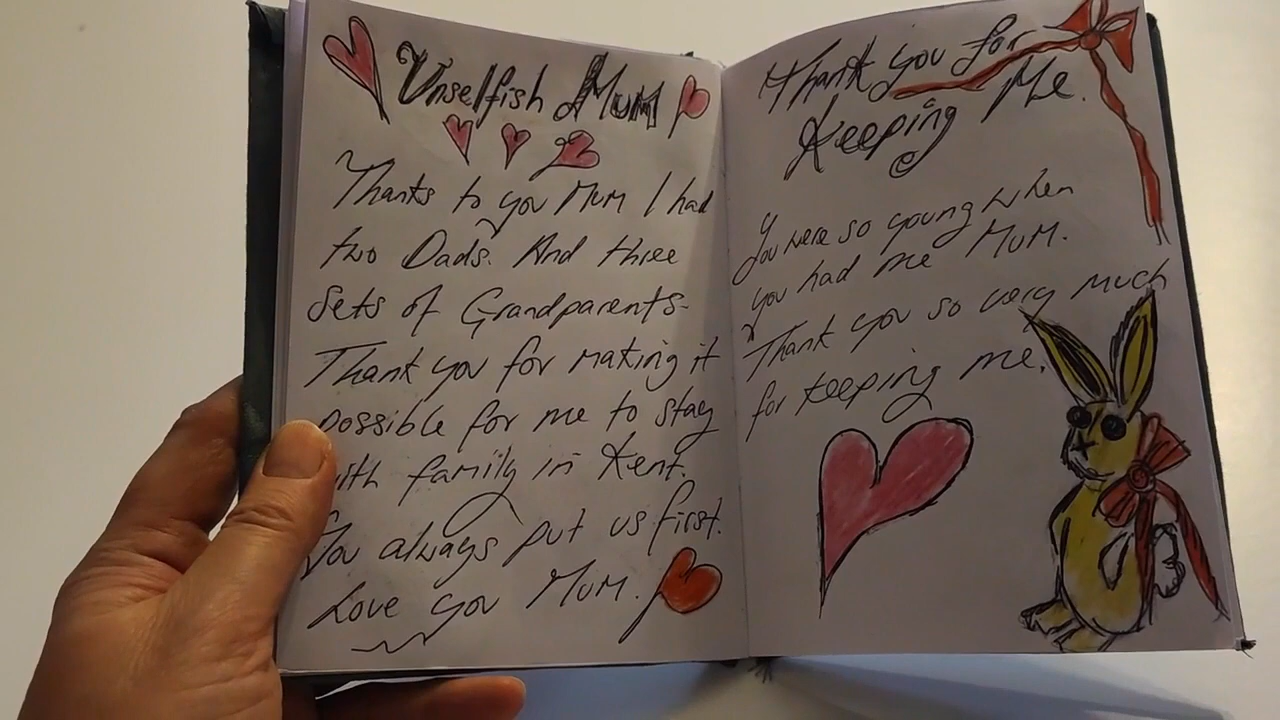 Unselfish Mum
Thanks to you Mum I had
two Dads. And three
Sets of Grandparents.
Thank you for making it
possible for me to stay
with family in Kent.
You always put us first.
Love you Mum.
Thank you for
Keeping Me.
You were so young when
you had me Mum.
Thank you so very much
for keeping me.